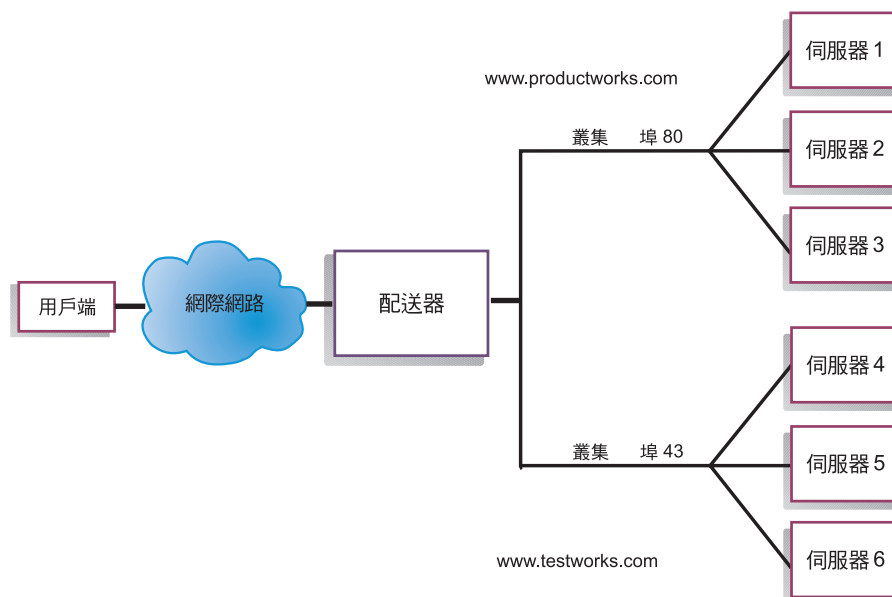 用戶端
網際網路
配送器
www.productworks.com
叢集 埠 80
伺服器 1
伺服器 2
伺服器 3
叢集 埠 43
www.testworks.com
伺服器 4
伺服器 5
伺服器 6